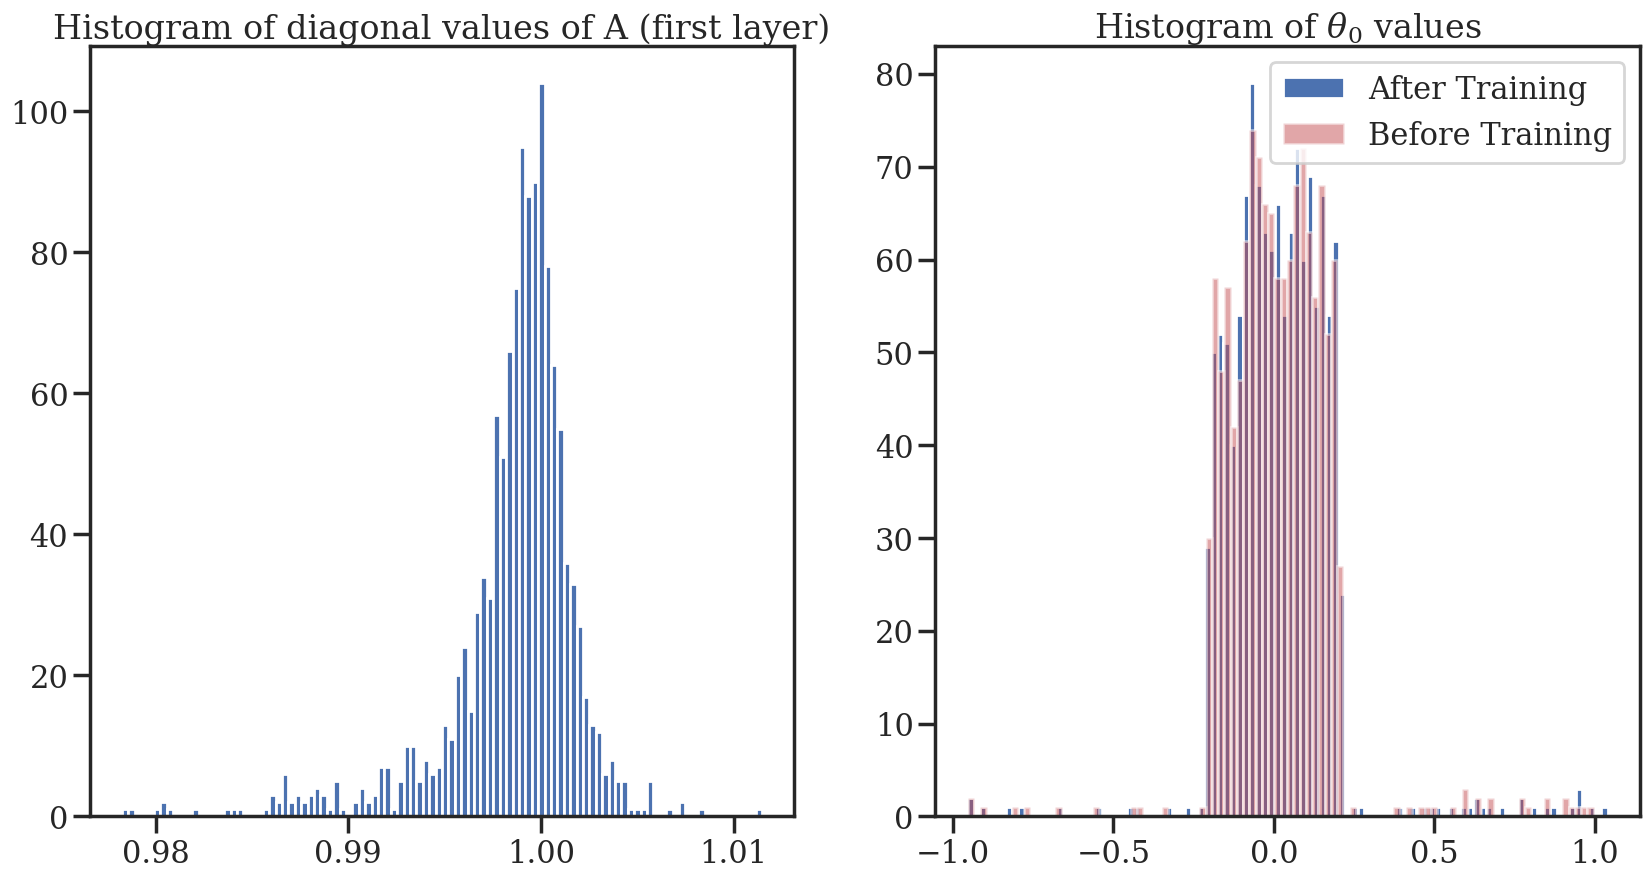 Histogram of diagonal values of A (first layer)
100
80
60
40
20
0
0.98 0.99 1.00 1.01
Histogram of θ₀ values
After Training
Before Training
80
70
60
50
40
30
20
10
0
−1.0 −0.5 0.0 0.5 1.0